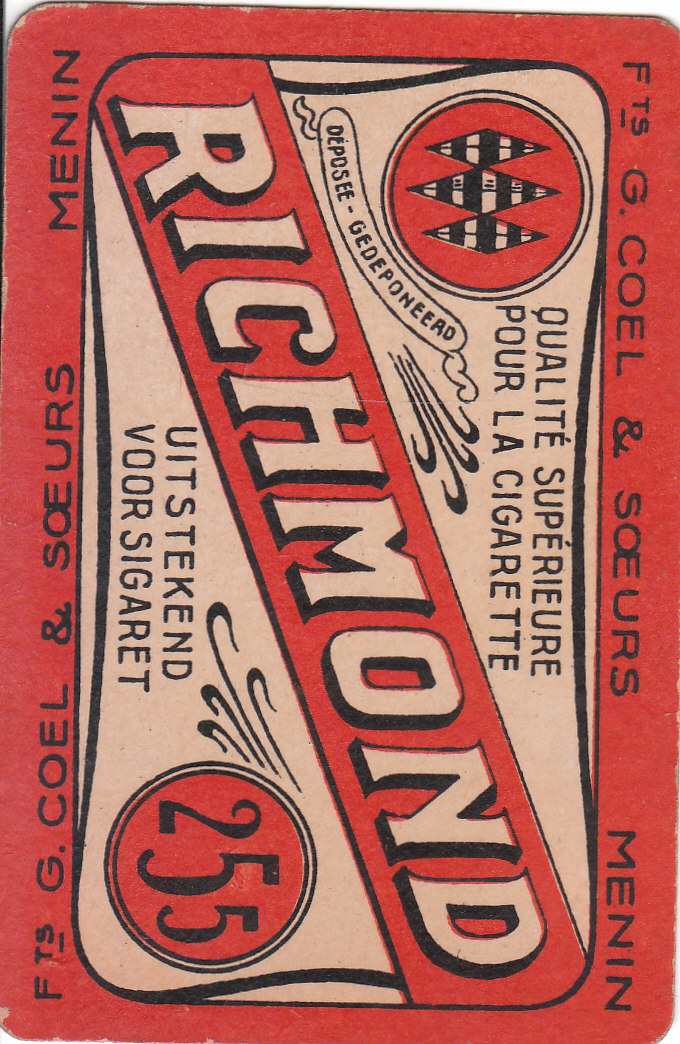 Fᵀˢ G. COEL & SŒURS MENIN
DÉPOSÉE - GEDEPONEERD
QUALITÉ SUPÉRIEURE
POUR LA CIGARETTE
RICHMOND
UITSTEKEND
VOOR SIGARET
255
Fᵀˢ G. COEL & SŒURS MENIN